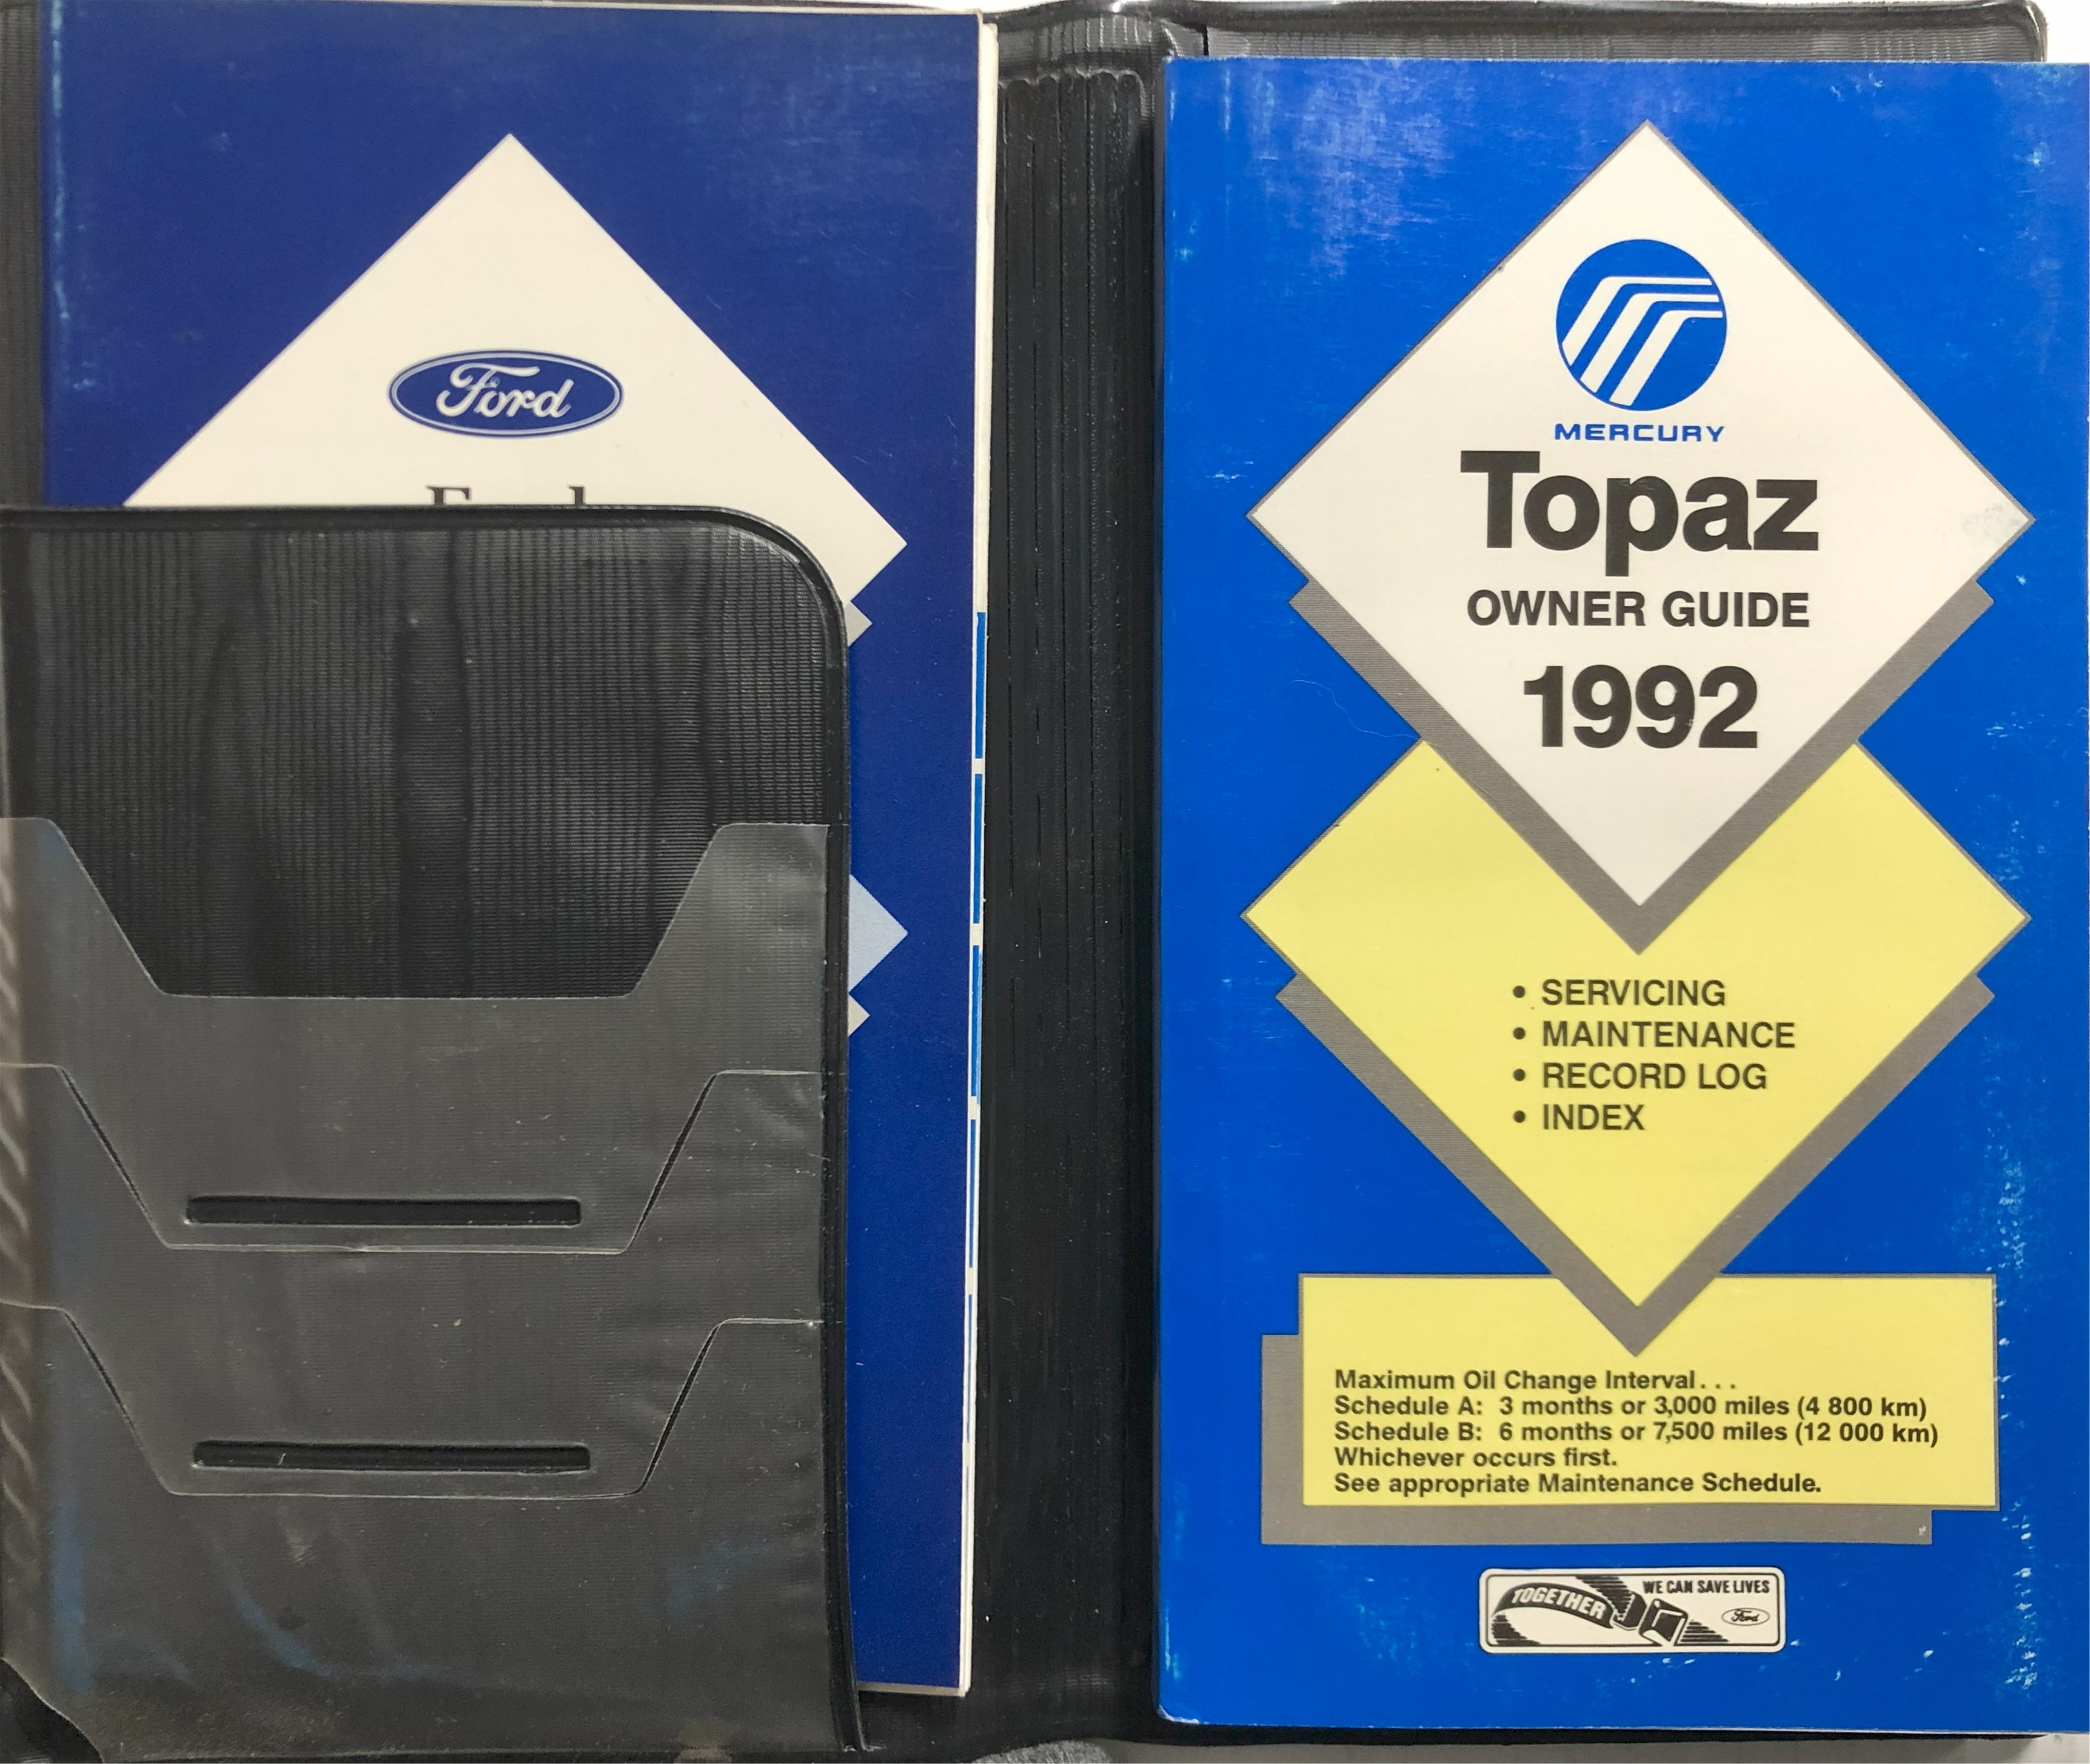 Ford
MERCURY
Topaz
OWNER GUIDE
1992
• SERVICING
• MAINTENANCE
• RECORD LOG
• INDEX
Maximum Oil Change Interval...
Schedule A: 3 months or 3,000 miles (4 800 km)
Schedule B: 6 months or 7,500 miles (12 000 km)
Whichever occurs first.
See appropriate Maintenance Schedule.
TOGETHER
WE CAN SAVE LIVES
Ford